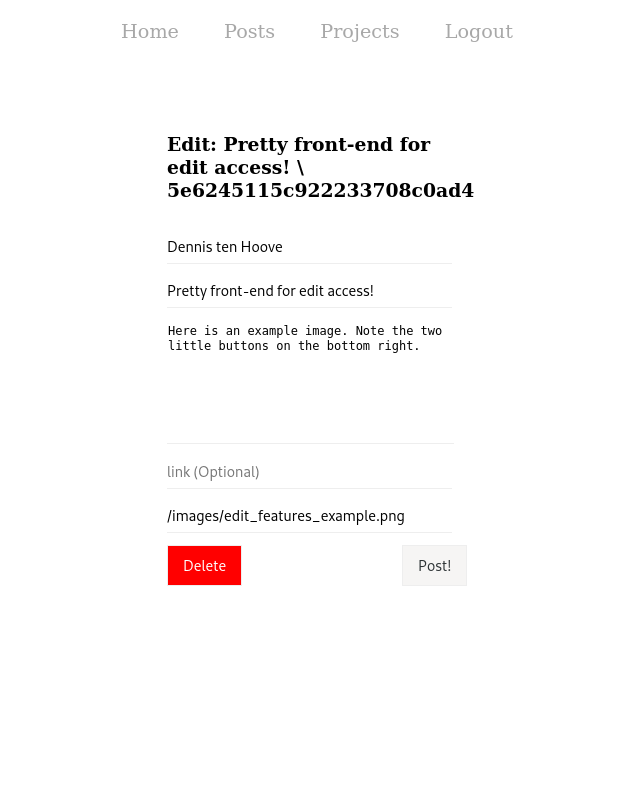 Home Posts Projects Logout
Edit: Pretty front-end for
edit access! \
5e6245115c922233708c0ad4
Dennis ten Hoove
Pretty front-end for edit access!
Here is an example image. Note the two
little buttons on the bottom right.
link (Optional)
/images/edit_features_example.png
Delete Post!